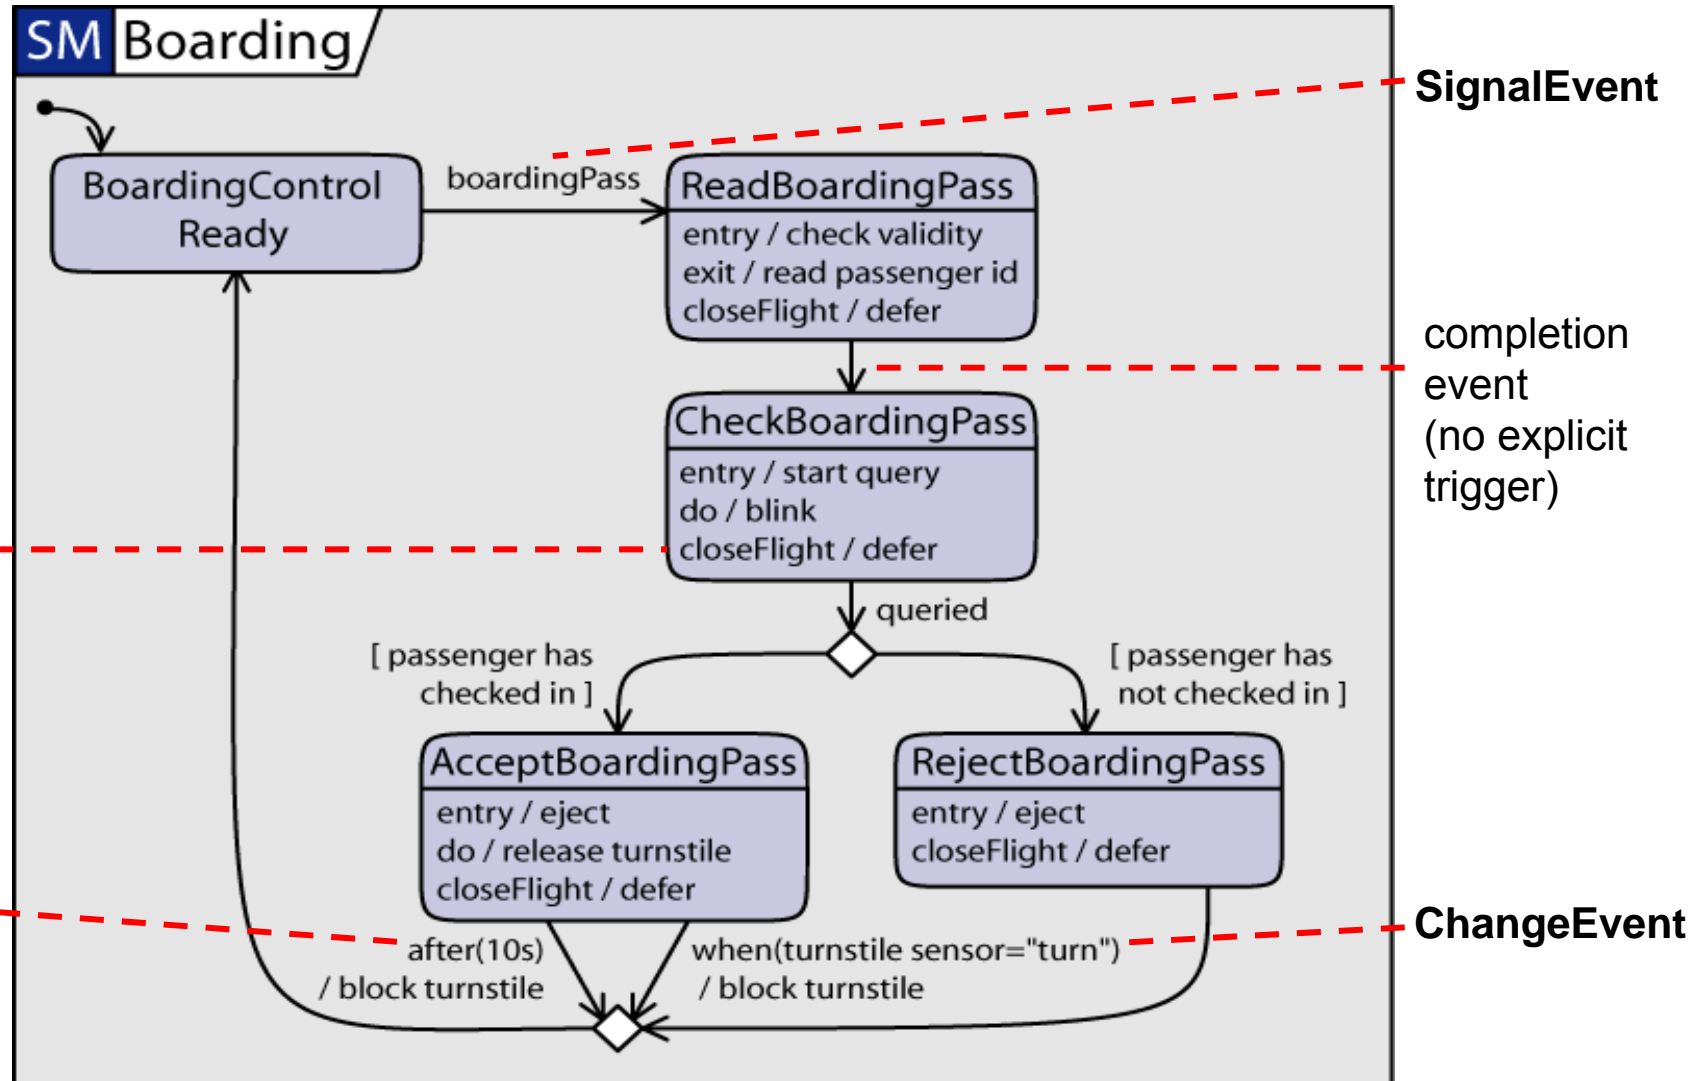 SM Boarding
SignalEvent
BoardingControl
Ready
boardingPass
ReadBoardingPass
entry / check validity
exit / read passenger id
closeFlight / defer
completion
event
(no explicit
trigger)
CheckBoardingPass
entry / start query
do / blink
closeFlight / defer
queried
[ passenger has
checked in ]
[ passenger has
not checked in ]
AcceptBoardingPass
entry / eject
do / release turnstile
closeFlight / defer
RejectBoardingPass
entry / eject
closeFlight / defer
after(10s)
/ block turnstile
when(turnstile sensor="turn")
/ block turnstile
ChangeEvent